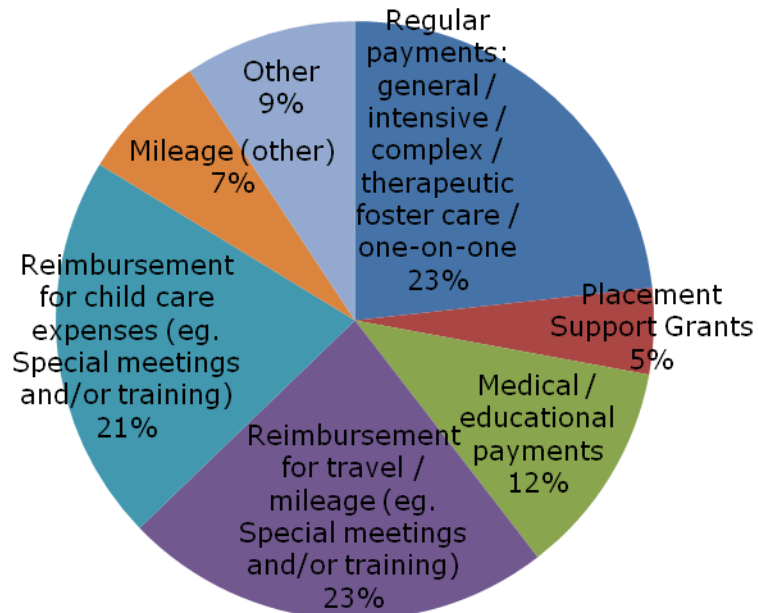 Regular
payments:
general /
intensive /
complex /
therapeutic
foster care /
one-on-one
23%
Placement
Support Grants
5%
Medical /
educational
payments
12%
Reimbursement
for travel /
mileage (eg.
Special meetings
and/or training)
23%
Reimbursement
for child care
expenses (eg.
Special meetings
and/or training)
21%
Mileage (other)
7%
Other
9%